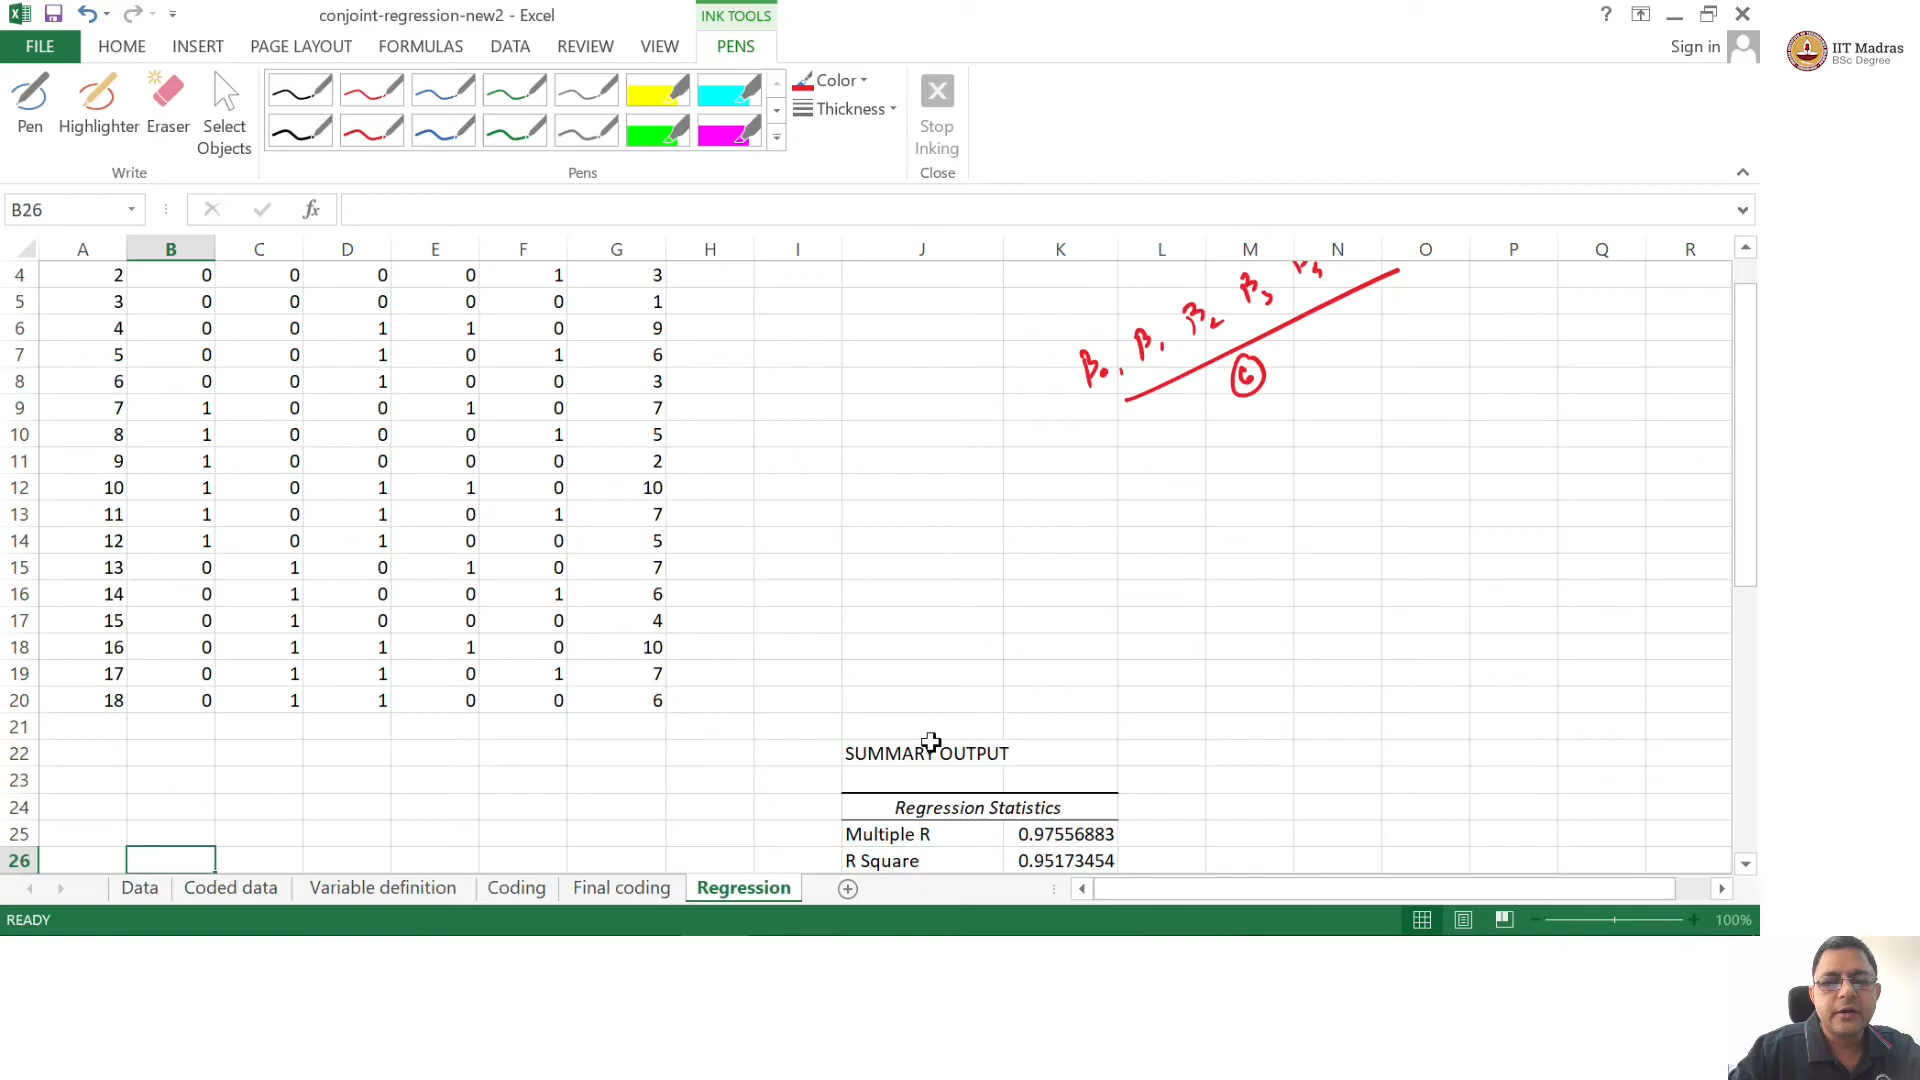 conjoint-regression-new2 - Excel
INK TOOLS
?
FILE HOME INSERT PAGE LAYOUT FORMULAS DATA REVIEW VIEW PENS
Sign in
IIT Madras
BSc Degree
Pen Highlighter Eraser Select Objects
Color
Thickness
Stop Inking
Write Pens Close
B26
fx
A B C D E F G H I J K L M N O P Q R
4 2 0 0 0 0 1 3
5 3 0 0 0 0 0 1
6 4 0 0 1 1 0 9
7 5 0 0 1 0 1 6
8 6 0 0 1 0 0 3
9 7 1 0 0 1 0 7
10 8 1 0 0 0 1 5
11 9 1 0 0 0 0 2
12 10 1 0 1 1 0 10
13 11 1 0 1 0 1 7
14 12 1 0 1 0 0 5
15 13 0 1 0 1 0 7
16 14 0 1 0 0 1 6
17 15 0 1 0 0 0 4
18 16 0 1 1 1 0 10
19 17 0 1 1 0 1 7
20 18 0 1 1 0 0 6
21
22 SUMMARY OUTPUT
23
24 Regression Statistics
25 Multiple R 0.97556883
26 R Square 0.95173454
β₀, β₁, β₂ β₃
6
Data Coded data Variable definition Coding Final coding Regression
READY
100%